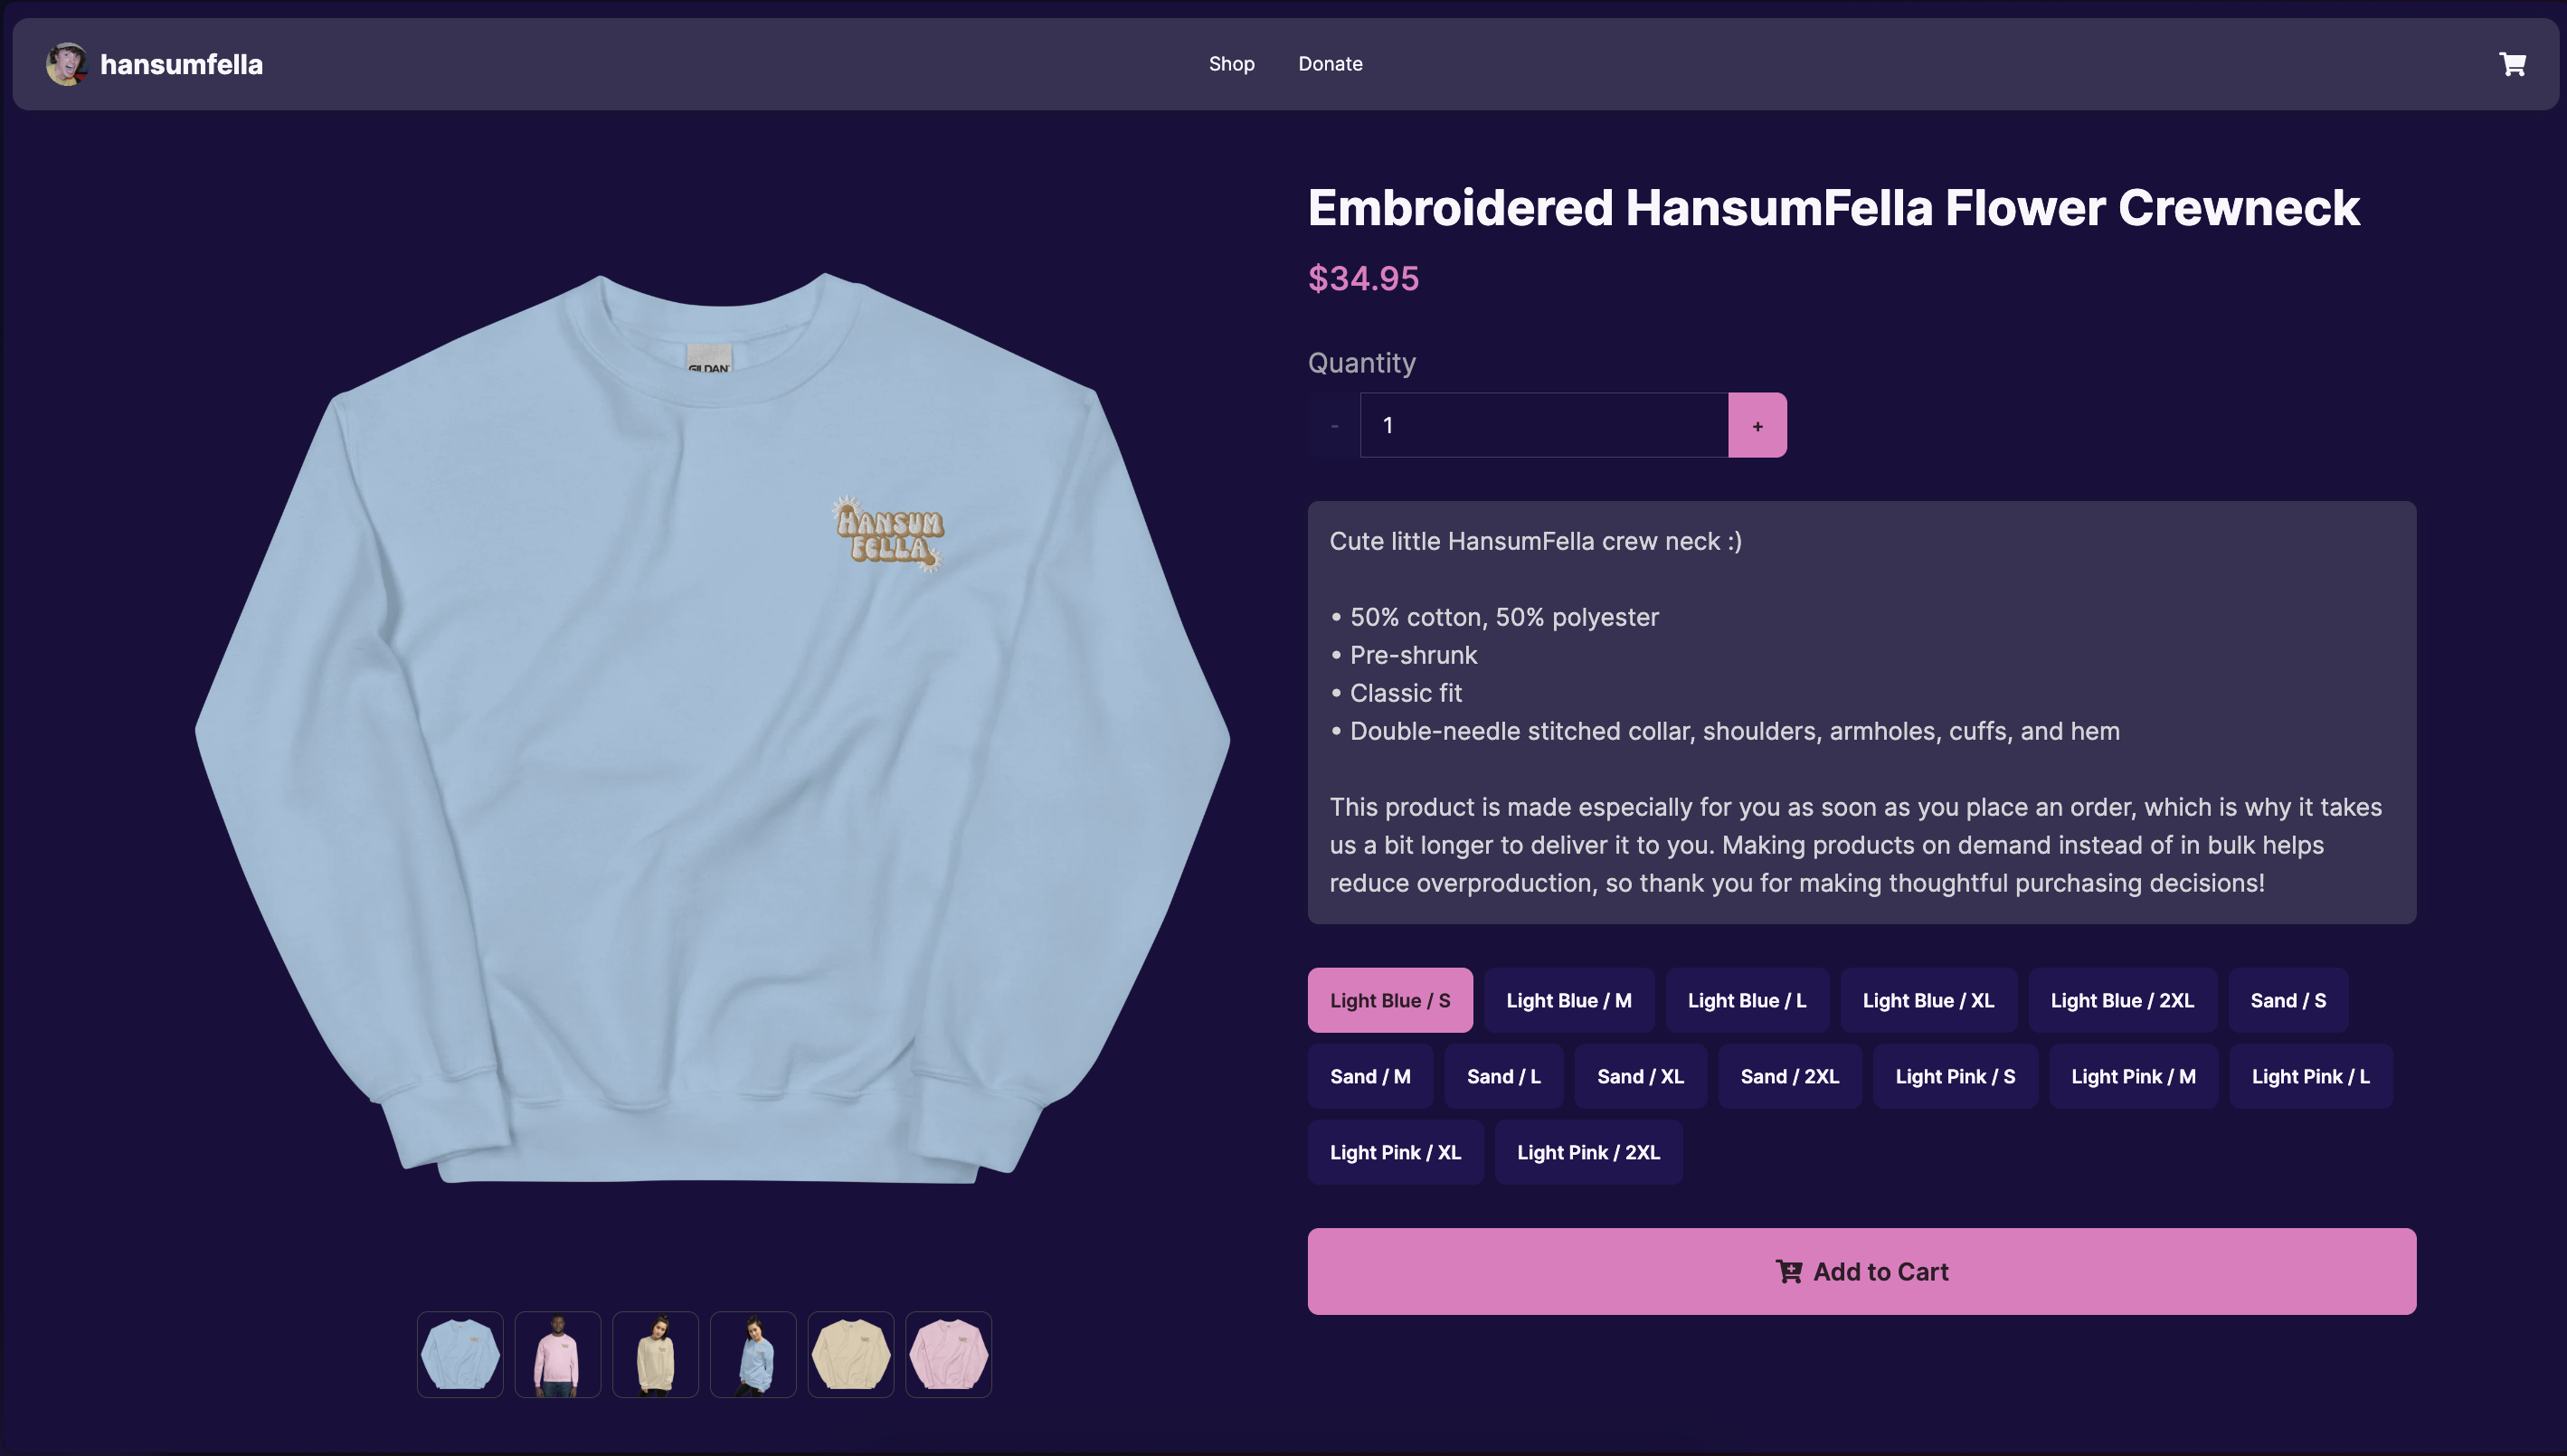 hansumfella
Shop
Donate
Embroidered HansumFella Flower Crewneck
$34.95
Quantity
-
1
+
GILDAN
HANSUM
FELLA
Cute little HansumFella crew neck :)
• 50% cotton, 50% polyester
• Pre-shrunk
• Classic fit
• Double-needle stitched collar, shoulders, armholes, cuffs, and hem
This product is made especially for you as soon as you place an order, which is why it takes
us a bit longer to deliver it to you. Making products on demand instead of in bulk helps
reduce overproduction, so thank you for making thoughtful purchasing decisions!
Light Blue / S
Light Blue / M
Light Blue / L
Light Blue / XL
Light Blue / 2XL
Sand / S
Sand / M
Sand / L
Sand / XL
Sand / 2XL
Light Pink / S
Light Pink / M
Light Pink / L
Light Pink / XL
Light Pink / 2XL
Add to Cart